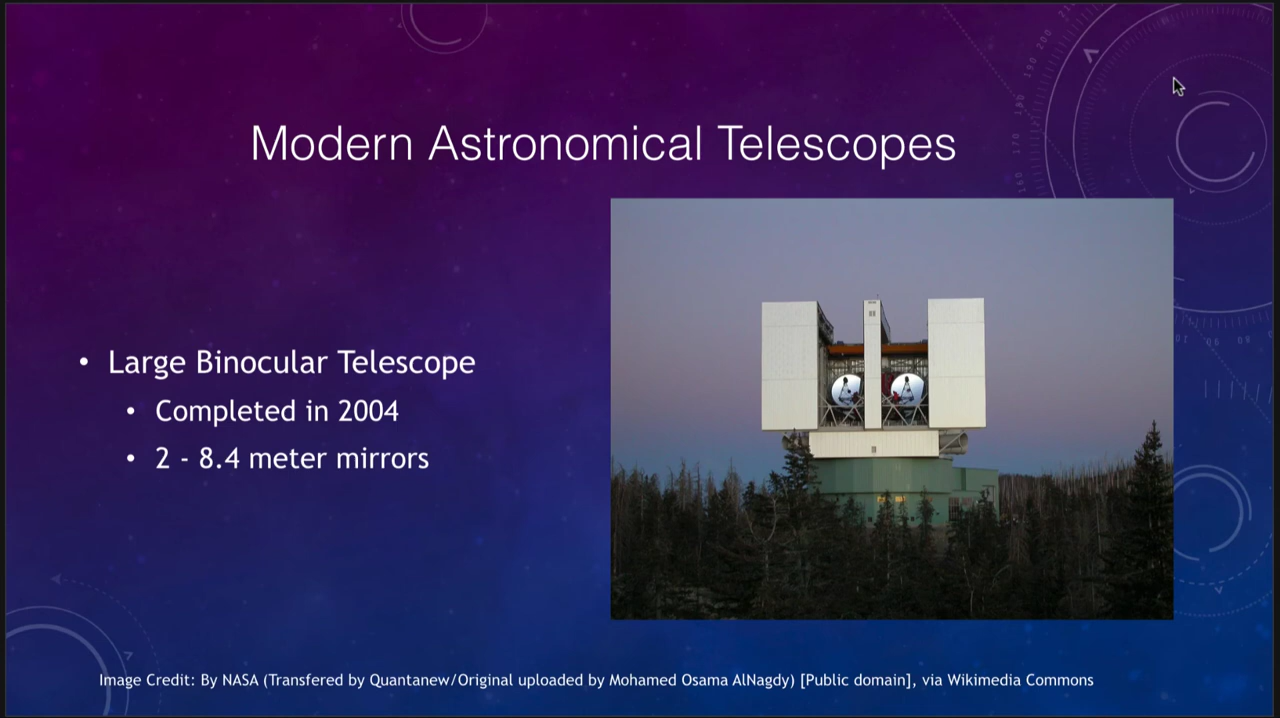 Modern Astronomical Telescopes
• Large Binocular Telescope
• Completed in 2004
• 2 - 8.4 meter mirrors
Image Credit: By NASA (Transfered by Quantanew/Original uploaded by Mohamed Osama AlNagdy) [Public domain], via Wikimedia Commons